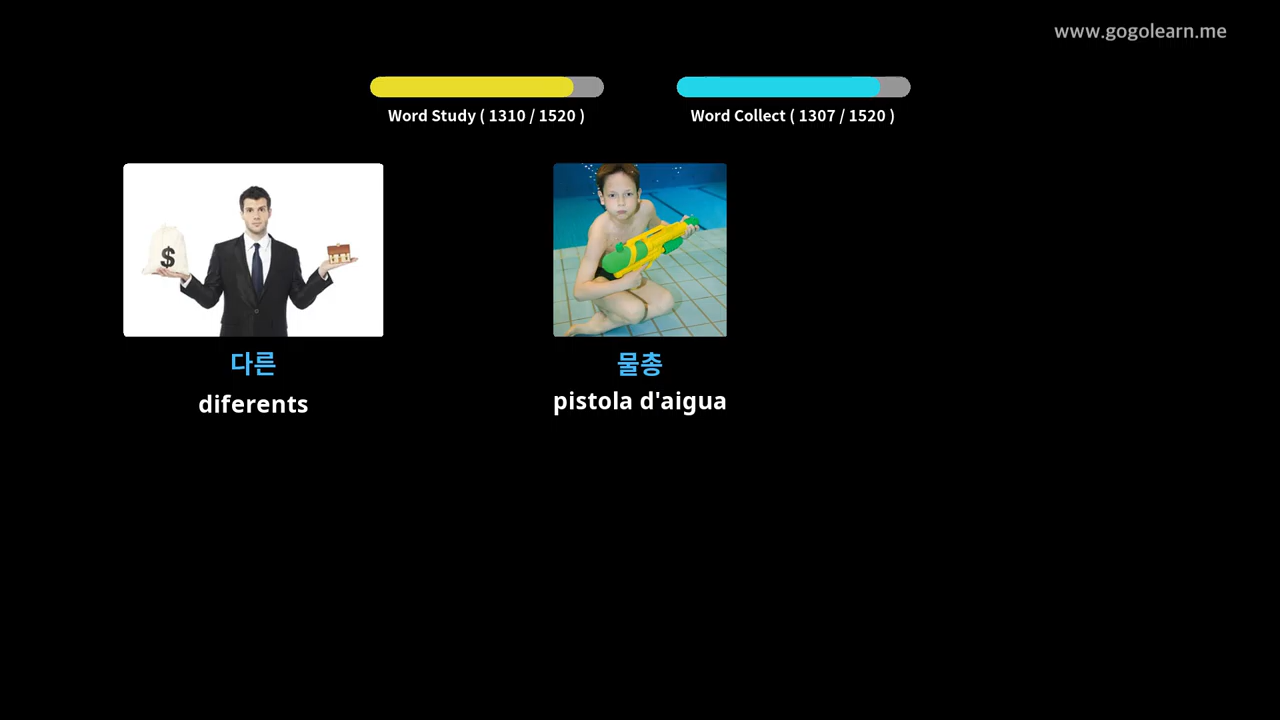 www.gogolearn.me
Word Study ( 1310 / 1520 )
Word Collect ( 1307 / 1520 )
$
다른
diferents
물총
pistola d'aigua